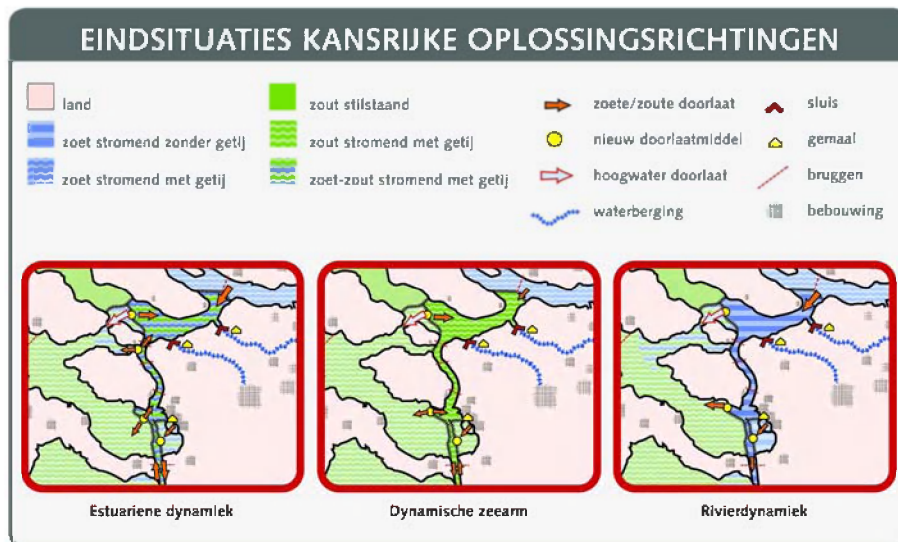 EINDSITUATIES KANSRIJKE OPLOSSINGSRICHTINGEN
land
zoet stromend zonder getij
zoet stromend met getij
zout stilstaand
zout stromend met getij
zoet-zout stromend met getij
zoete/zoute doorlaat
nieuw doorlaatmiddel
hoogwater doorlaat
waterberging
sluis
gemaal
bruggen
bebouwing
Estuariene dynamiek
Dynamische zeearm
Rivierdynamiek